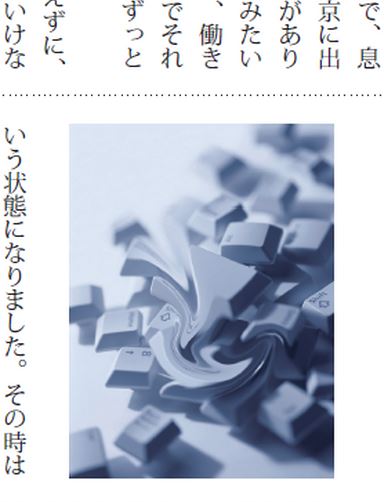 で、息
京に出
があり
みたい
、働き
でそれ
ずっと
えずに、
いけな
Shift
8
↑
いう状態になりました。その時は